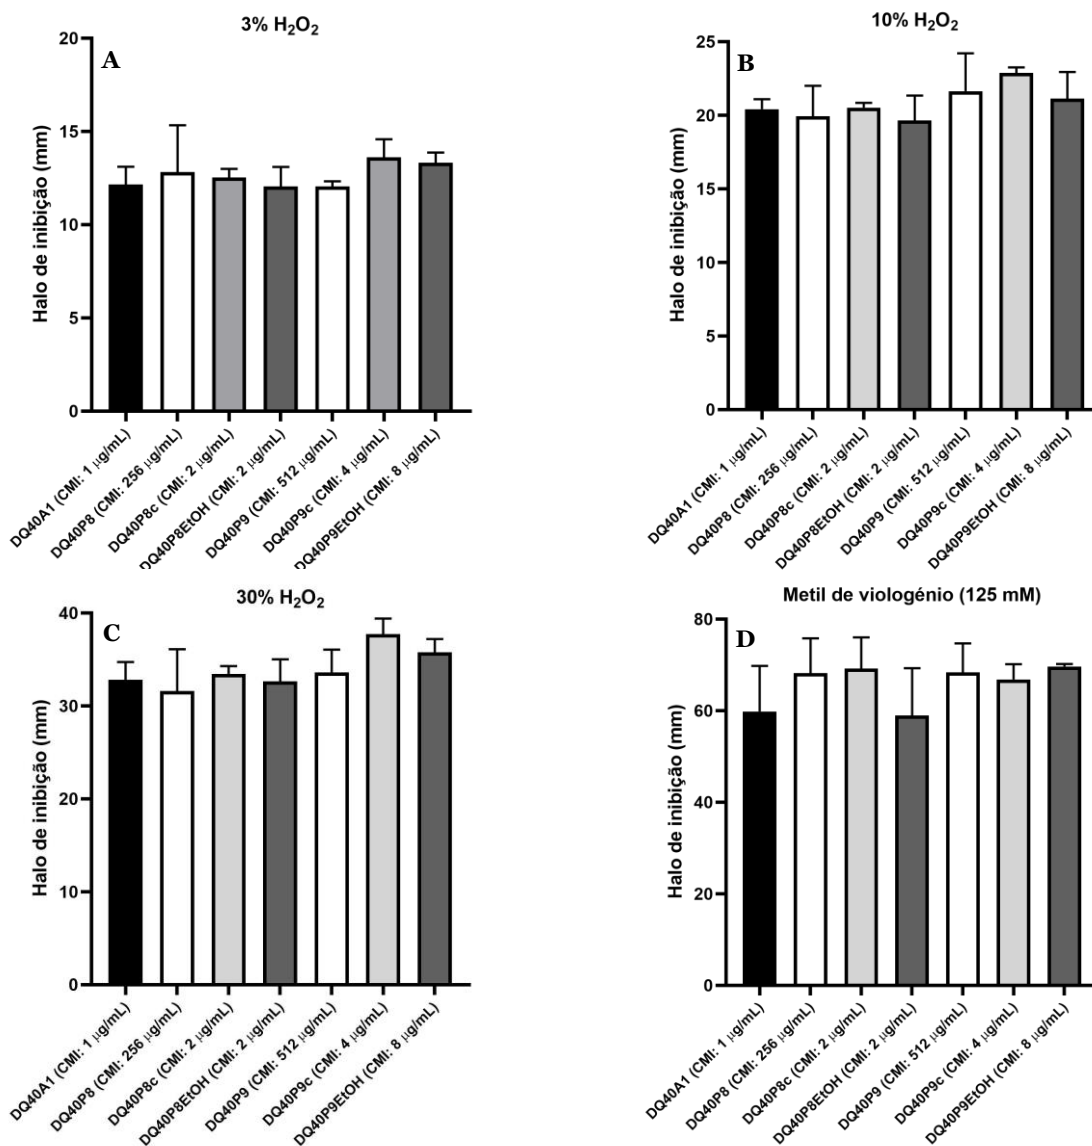 3% H₂O₂
A
Halo de inibição (mm)
20
15
10
5
0
DQ40A1 (CMI: 1 µg/mL)
DQ40P8 (CMI: 256 µg/mL)
DQ40P8c (CMI: 2 µg/mL)
DQ40P8EtOH (CMI: 2 µg/mL)
DQ40P9 (CMI: 512 µg/mL)
DQ40P9c (CMI: 4 µg/mL)
DQ40P9EtOH (CMI: 8 µg/mL)
10% H₂O₂
B
Halo de inibição (mm)
25
20
15
10
5
0
DQ40A1 (CMI: 1 µg/mL)
DQ40P8 (CMI: 256 µg/mL)
DQ40P8c (CMI: 2 µg/mL)
DQ40P8EtOH (CMI: 2 µg/mL)
DQ40P9 (CMI: 512 µg/mL)
DQ40P9c (CMI: 4 µg/mL)
DQ40P9EtOH (CMI: 8 µg/mL)
30% H₂O₂
C
Halo de inibição (mm)
40
30
20
10
0
DQ40A1 (CMI: 1 µg/mL)
DQ40P8 (CMI: 256 µg/mL)
DQ40P8c (CMI: 2 µg/mL)
DQ40P8EtOH (CMI: 2 µg/mL)
DQ40P9 (CMI: 512 µg/mL)
DQ40P9c (CMI: 4 µg/mL)
DQ40P9EtOH (CMI: 8 µg/mL)
Metil de viologénio (125 mM)
D
Halo de inibição (mm)
80
60
40
20
0
DQ40A1 (CMI: 1 µg/mL)
DQ40P8 (CMI: 256 µg/mL)
DQ40P8c (CMI: 2 µg/mL)
DQ40P8EtOH (CMI: 2 µg/mL)
DQ40P9 (CMI: 512 µg/mL)
DQ40P9c (CMI: 4 µg/mL)
DQ40P9EtOH (CMI: 8 µg/mL)